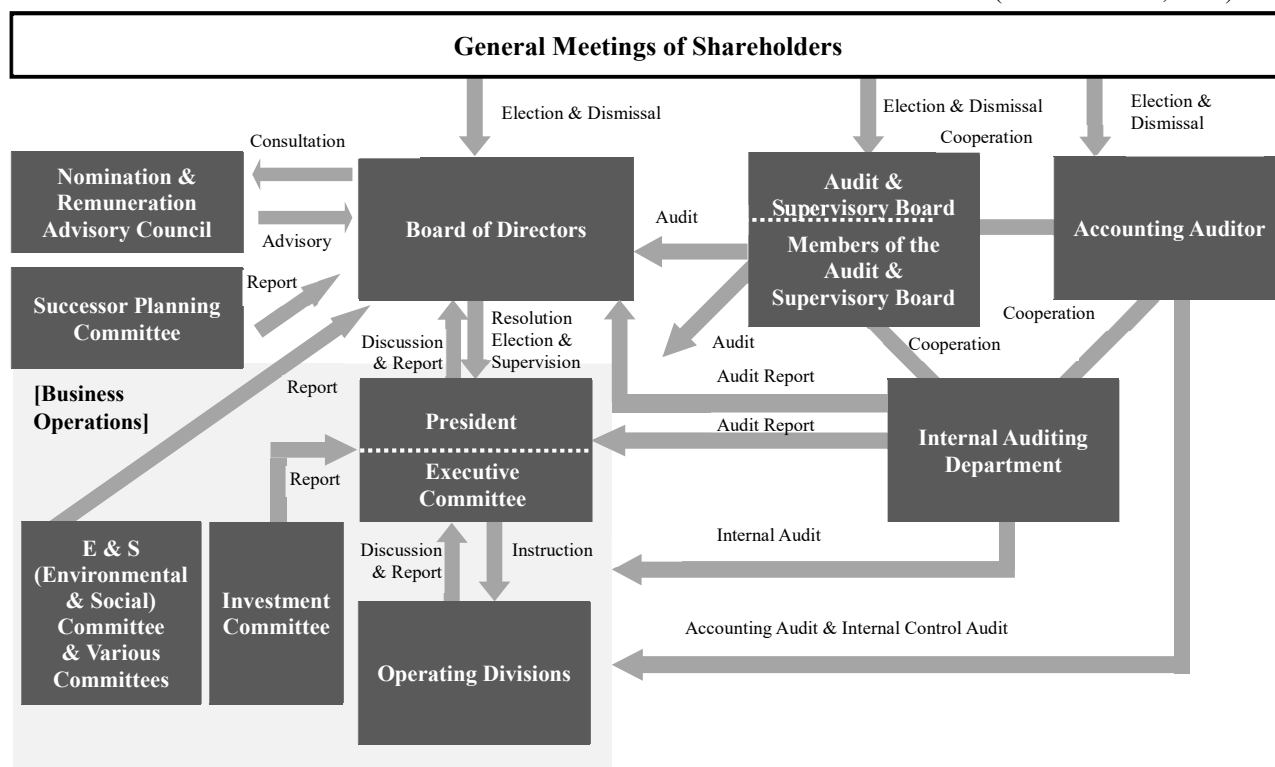 General Meetings of Shareholders
Election & Dismissal
Election & Dismissal
Election &
Dismissal
Consultation
Cooperation
Nomination &
Remuneration
Advisory Council
Advisory
Board of Directors
Audit
Audit &
Supervisory Board
Members of the
Audit &
Supervisory Board
Accounting Auditor
Successor Planning
Committee
Report
Discussion
& Report
Resolution
Election &
Supervision
Audit
Cooperation
Cooperation
[Business
Operations]
Report
President
Executive
Committee
Audit Report
Audit Report
Internal Auditing
Department
Report
E & S
(Environmental
& Social)
Committee
& Various
Committees
Investment
Committee
Discussion
& Report
Instruction
Internal Audit
Operating Divisions
Accounting Audit & Internal Control Audit